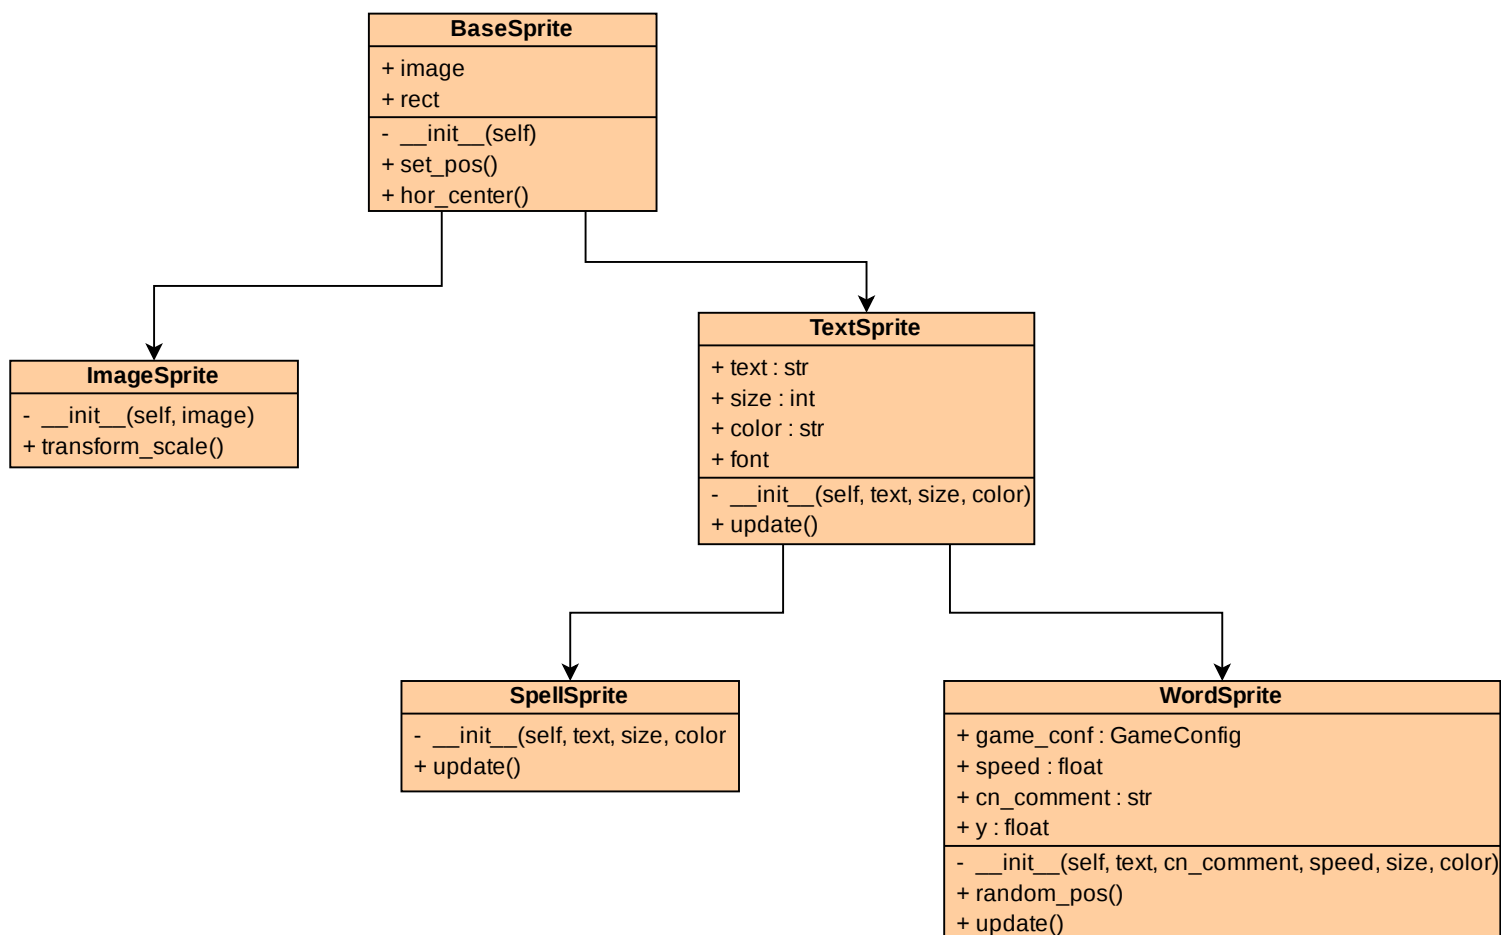 BaseSprite
+ image
+ rect
- __init__(self)
+ set_pos()
+ hor_center()
ImageSprite
- __init__(self, image)
+ transform_scale()
TextSprite
+ text : str
+ size : int
+ color : str
+ font
- __init__(self, text, size, color)
+ update()
SpellSprite
- __init__(self, text, size, color
+ update()
WordSprite
+ game_conf : GameConfig
+ speed : float
+ cn_comment : str
+ y : float
- __init__(self, text, cn_comment, speed, size, color)
+ random_pos()
+ update()